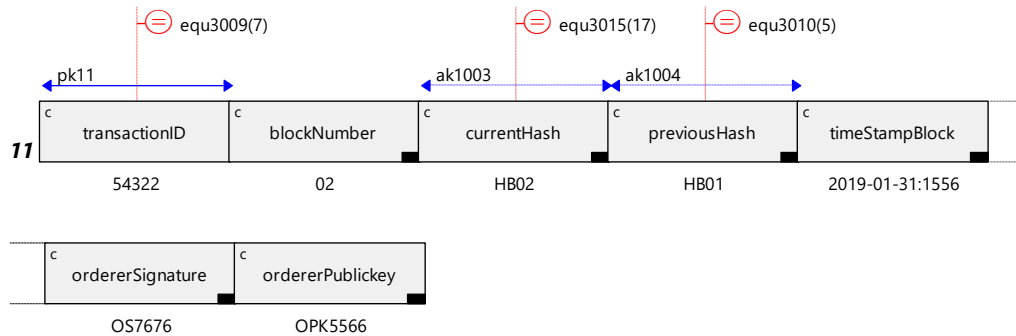 equ3009(7) equ3015(17) equ3010(5)
pk11 ak1003 ak1004
c c c c c
11 transactionID blockNumber currentHash previousHash timeStampBlock
54322 02 HB02 HB01 2019-01-31:1556
c c
ordererSignature ordererPublickey
OS7676 OPK5566